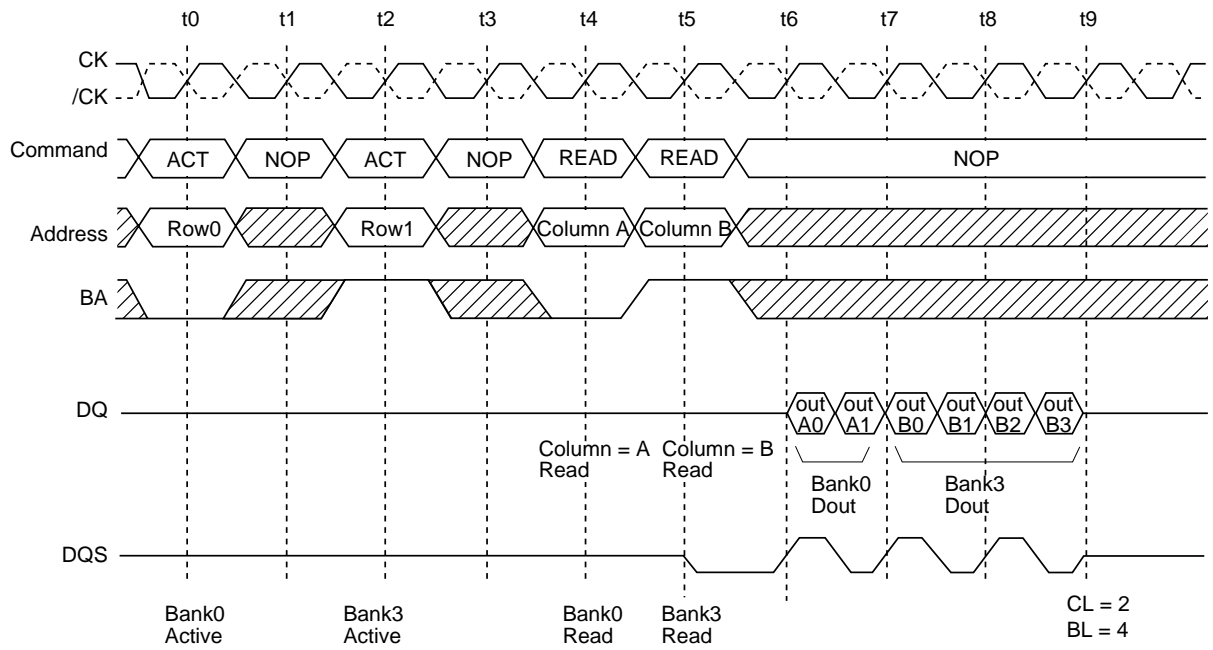 t0 t1 t2 t3 t4 t5 t6 t7 t8 t9
CK
/CK
Command ACT NOP ACT NOP READ READ NOP
Address Row0 Row1 Column A Column B
BA
DQ out out out out out out
A0 A1 B0 B1 B2 B3
Column = A Column = B
Read Read
Bank0 Bank3
Dout Dout
DQS
Bank0 Bank3 Bank0 Bank3 CL = 2
Active Active Read Read BL = 4